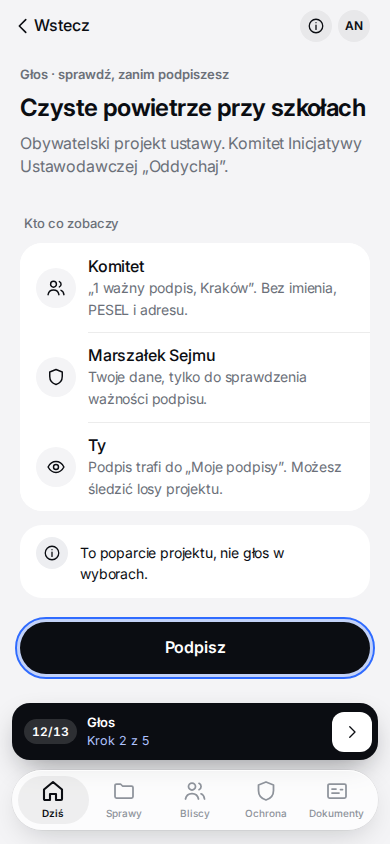 Wstecz
AN
Głos · sprawdź, zanim podpiszesz
Czyste powietrze przy szkołach
Obywatelski projekt ustawy. Komitet Inicjatywy
Ustawodawczej „Oddychaj”.
Kto co zobaczy
Komitet
„1 ważny podpis, Kraków”. Bez imienia,
PESEL i adresu.
Marszałek Sejmu
Twoje dane, tylko do sprawdzenia
ważności podpisu.
Ty
Podpis trafi do „Moje podpisy”. Możesz
śledzić losy projektu.
To poparcie projektu, nie głos w
wyborach.
Podpisz
12/13
Głos
Krok 2 z 5
Dziś
Sprawy
Bliscy
Ochrona
Dokumenty